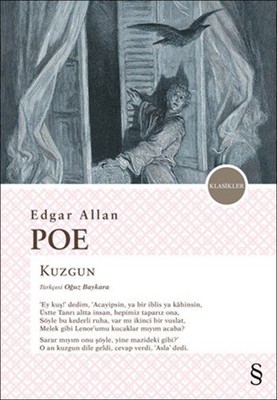 KLASİKLER
Edgar Allan
POE
KUZGUN
Türkçesi Oğuz Baykara
'Ey kuş!' dedim, 'Acayipsin, ya bir iblis ya kâhinsin,
Üstte Tanrı altta insan, hepimiz taparız ona,
Söyle bu kederli ruha, var mı ikinci bir vuslat,
Melek gibi Lenor'umu kucaklar mıyım acaba?
Sarar mıyım onu şöyle, yine mazideki gibi?'
O an kuzgun dile geldi, cevap verdi, 'Asla' dedi.